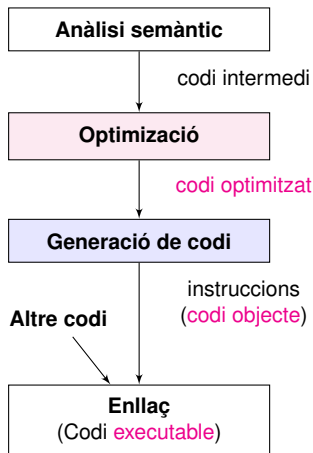 Anàlisi semàntic
codi intermedi
Optimizació
codi optimitzat
Generació de codi
instruccions
(codi objecte)
Altre codi
Enllaç
(Codi executable)